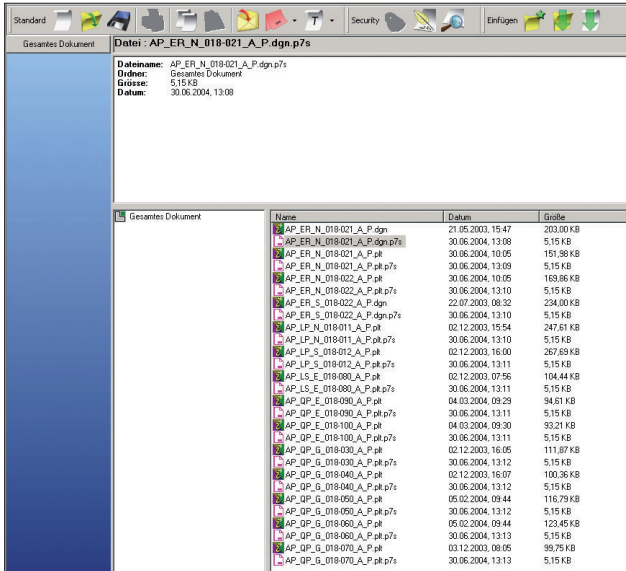 Standard T Security Einfügen
Gesamtes Dokument
Datei : AP_ER_N_018-021_A_P.dgn.p7s
Dateiname: AP_ER_N_018-021_A_P.dgn.p7s
Ordner: Gesamtes Dokument
Grösse: 5,15 KB
Datum: 30.06.2004, 13:08
Gesamtes Dokument
Name Datum Größe
AP_ER_N_018-021_A_P.dgn 21.05.2003, 15:47 203,00 KB
AP_ER_N_018-021_A_P.dgn.p7s 30.06.2004, 13:08 5,15 KB
AP_ER_N_018-021_A_P.plt 30.06.2004, 10:05 151,98 KB
AP_ER_N_018-021_A_P.plt.p7s 30.06.2004, 13:09 5,15 KB
AP_ER_N_018-022_A_P.plt 30.06.2004, 10:05 169,86 KB
AP_ER_N_018-022_A_P.plt.p7s 30.06.2004, 13:10 5,15 KB
AP_ER_S_018-022_A_P.dgn 22.07.2003, 08:32 234,00 KB
AP_ER_S_018-022_A_P.dgn.p7s 30.06.2004, 13:10 5,15 KB
AP_LP_N_018-011_A_P.plt 02.12.2003, 15:54 247,61 KB
AP_LP_N_018-011_A_P.plt.p7s 30.06.2004, 13:10 5,15 KB
AP_LP_S_018-012_A_P.plt 02.12.2003, 16:00 267,69 KB
AP_LP_S_018-012_A_P.plt.p7s 30.06.2004, 13:11 5,15 KB
AP_LS_E_018-080_A_P.plt 02.12.2003, 07:56 104,44 KB
AP_LS_E_018-080_A_P.plt.p7s 30.06.2004, 13:11 5,15 KB
AP_QP_E_018-090_A_P.plt 04.03.2004, 09:29 94,61 KB
AP_QP_E_018-090_A_P.plt.p7s 30.06.2004, 13:11 5,15 KB
AP_QP_E_018-100_A_P.plt 04.03.2004, 09:30 93,21 KB
AP_QP_E_018-100_A_P.plt.p7s 30.06.2004, 13:11 5,15 KB
AP_QP_G_018-030_A_P.plt 02.12.2003, 16:05 111,87 KB
AP_QP_G_018-030_A_P.plt.p7s 30.06.2004, 13:12 5,15 KB
AP_QP_G_018-040_A_P.plt 02.12.2003, 16:07 100,36 KB
AP_QP_G_018-040_A_P.plt.p7s 30.06.2004, 13:12 5,15 KB
AP_QP_G_018-050_A_P.plt 05.02.2004, 09:44 116,79 KB
AP_QP_G_018-050_A_P.plt.p7s 30.06.2004, 13:12 5,15 KB
AP_QP_G_018-060_A_P.plt 05.02.2004, 09:44 123,45 KB
AP_QP_G_018-060_A_P.plt.p7s 30.06.2004, 13:13 5,15 KB
AP_QP_G_018-070_A_P.plt 03.12.2003, 08:05 99,75 KB
AP_QP_G_018-070_A_P.plt.p7s 30.06.2004, 13:13 5,15 KB